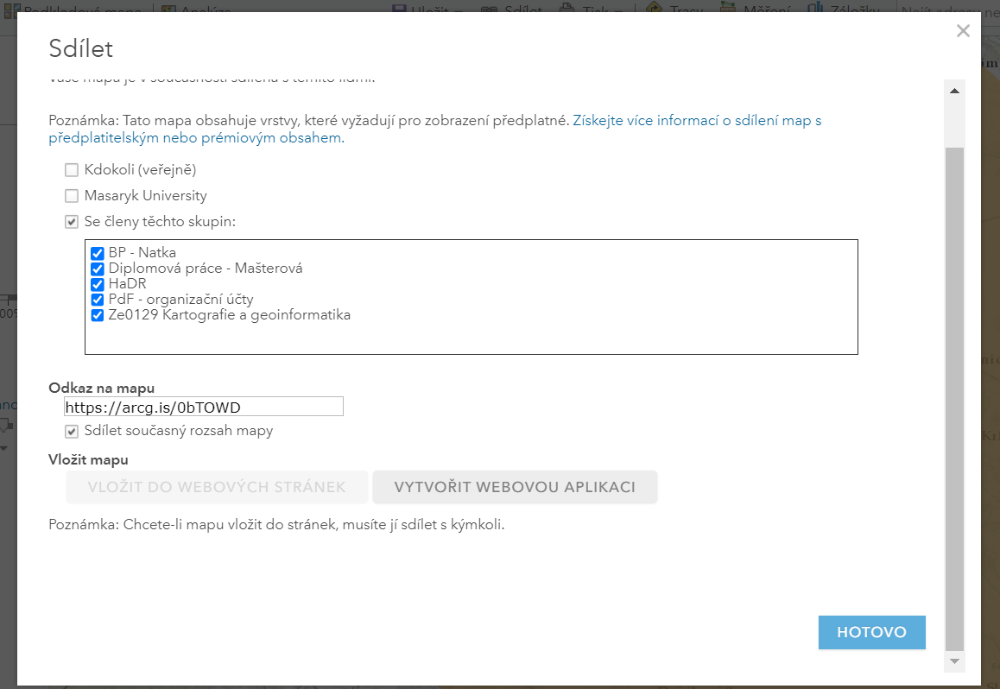 Podkladová mapa
Analýza
Uložit
Sdílet
Tisk
Trasy
Měření
Záložky
Sdílet
Vaše mapa je v současnosti sdílena s těmito lidmi.
Poznámka: Tato mapa obsahuje vrstvy, které vyžadují pro zobrazení předplatné. Získejte více informací o sdílení map s
předplatitelským nebo prémiovým obsahem.
Kdokoli (veřejně)
Masaryk University
Se členy těchto skupin:
BP - Natka
Diplomová práce - Mašterová
HaDR
PdF - organizační účty
Ze0129 Kartografie a geoinformatika
Odkaz na mapu
https://arcg.is/0bTOWD
Sdílet současný rozsah mapy
Vložit mapu
VLOŽIT DO WEBOVÝCH STRÁNEK
VYTVOŘIT WEBOVOU APLIKACI
Poznámka: Chcete-li mapu vložit do stránek, musíte jí sdílet s kýmkoli.
HOTOVO